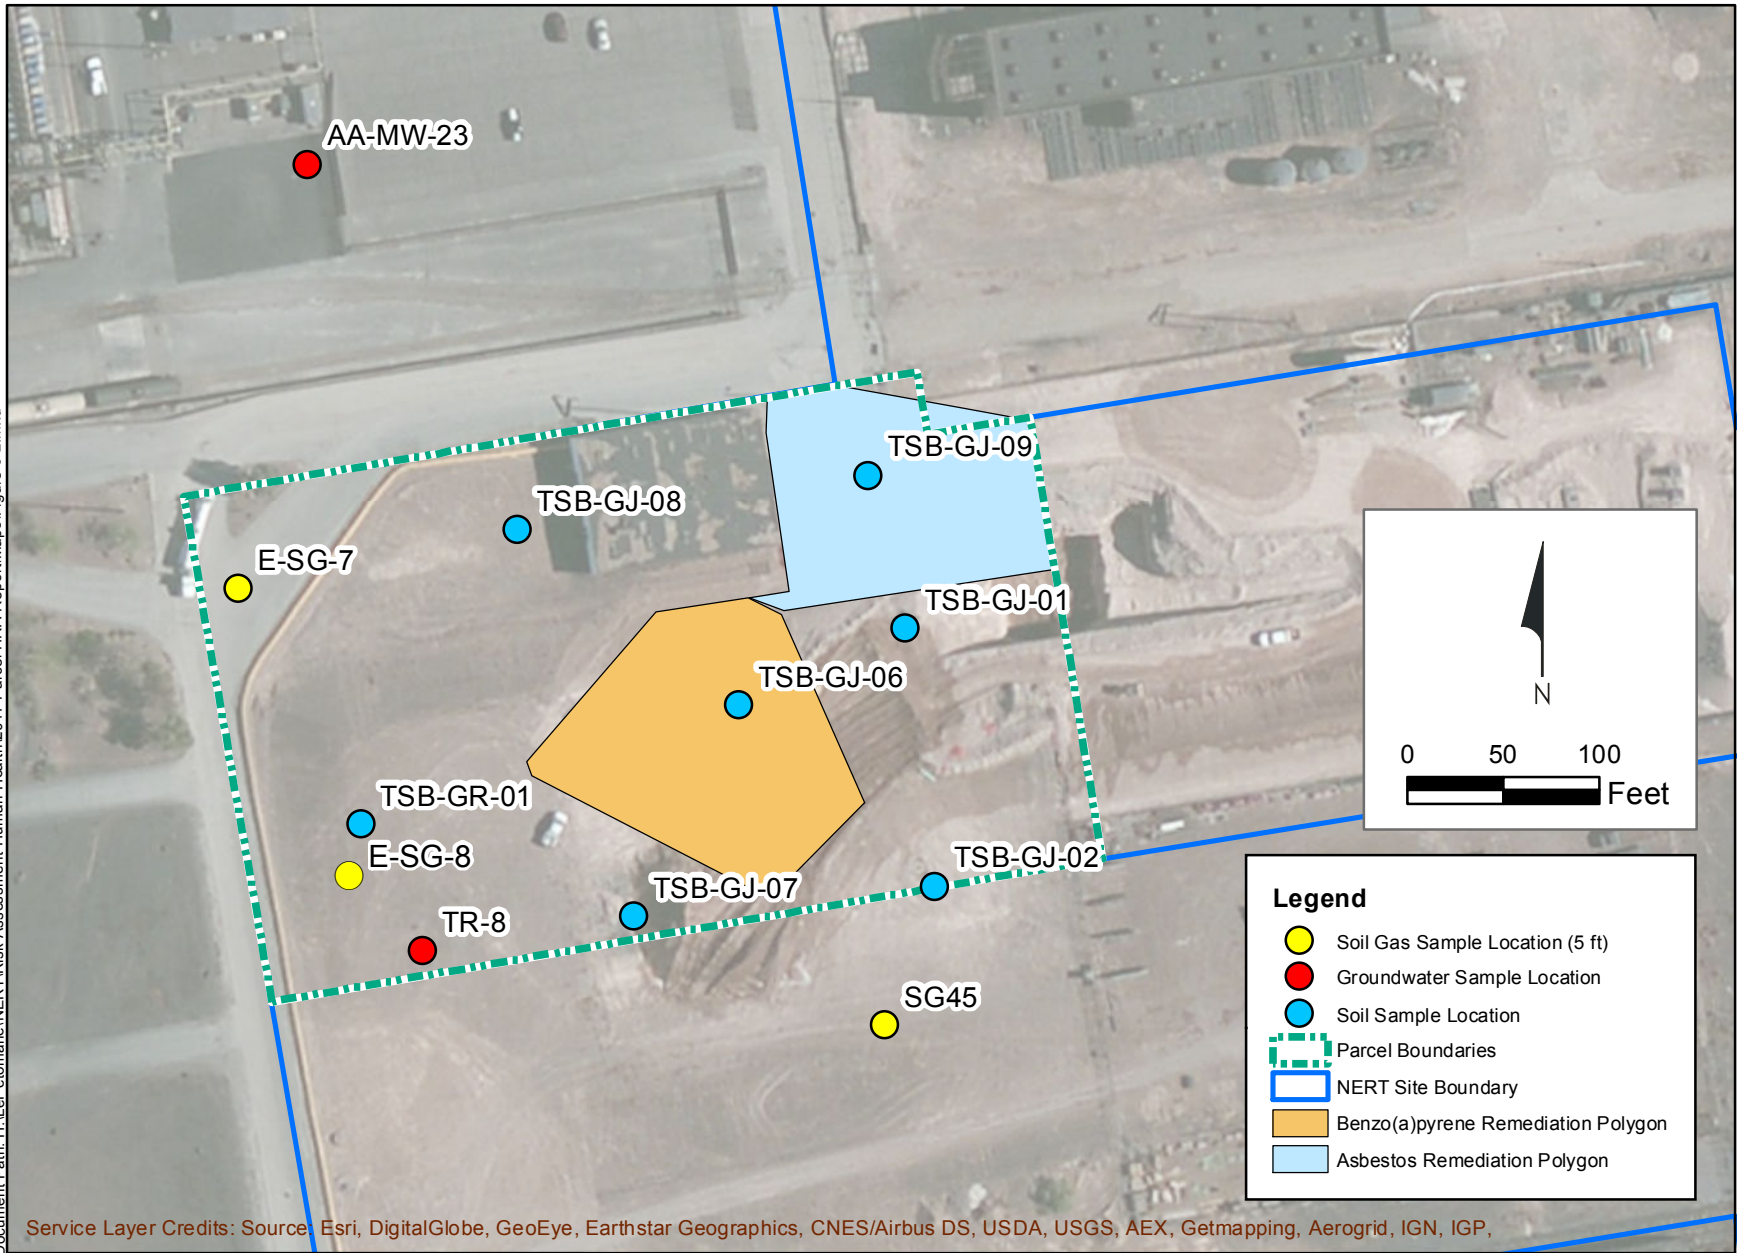 AA-MW-23
TSB-GJ-09
TSB-GJ-08
E-SG-7
TSB-GJ-01
TSB-GJ-06
N
0 50 100
Feet
TSB-GR-01
E-SG-8
TSB-GJ-02
TSB-GJ-07
TR-8
SG45
Legend
Soil Gas Sample Location (5 ft)
Groundwater Sample Location
Soil Sample Location
Parcel Boundaries
NERT Site Boundary
Benzo(a)pyrene Remediation Polygon
Asbestos Remediation Polygon
Service Layer Credits: Source: Esri, DigitalGlobe, GeoEye, Earthstar Geographics, CNES/Airbus DS, USDA, USGS, AEX, Getmapping, Aerogrid, IGN, IGP,